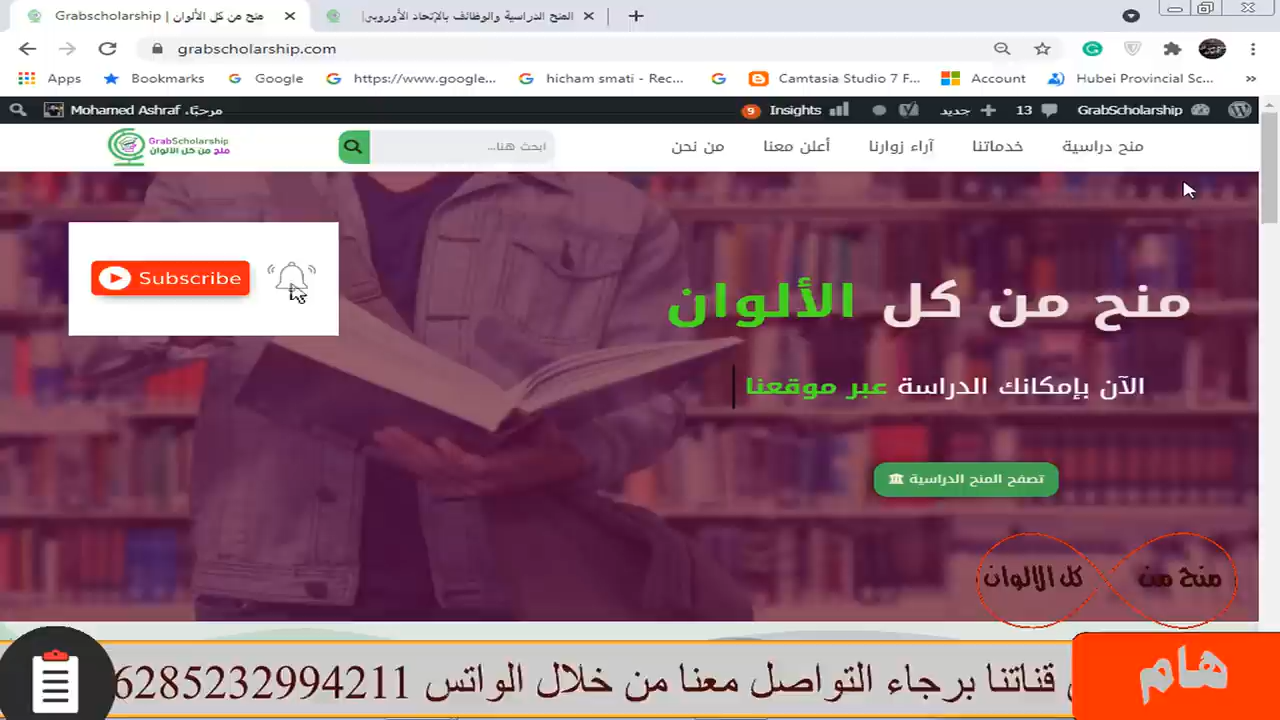 Grabscholarship | منح من كل الألوان
المنح الدراسية والوظائف بالإتحاد الأوروبي|
grabscholarship.com
Apps
Bookmarks
Google
https://www.google...
hicham smati - Rec...
Camtasia Studio 7 F...
Account
Hubei Provincial Sc...
مرحبًا، Mohamed Ashraf
9 Insights
جديد
13
GrabScholarship
GrabScholarship
منح من كل الألوان
ابحث هنا...
منح دراسية
خدماتنا
آراء زوارنا
أعلن معنا
من نحن
Subscribe
منح من كل الألوان
الآن بإمكانك الدراسة عبر موقعنا
تصفح المنح الدراسية
منح من كل الالوان
هام
قناتنا برجاء التواصل معنا من خلال الواتس 6285232994211